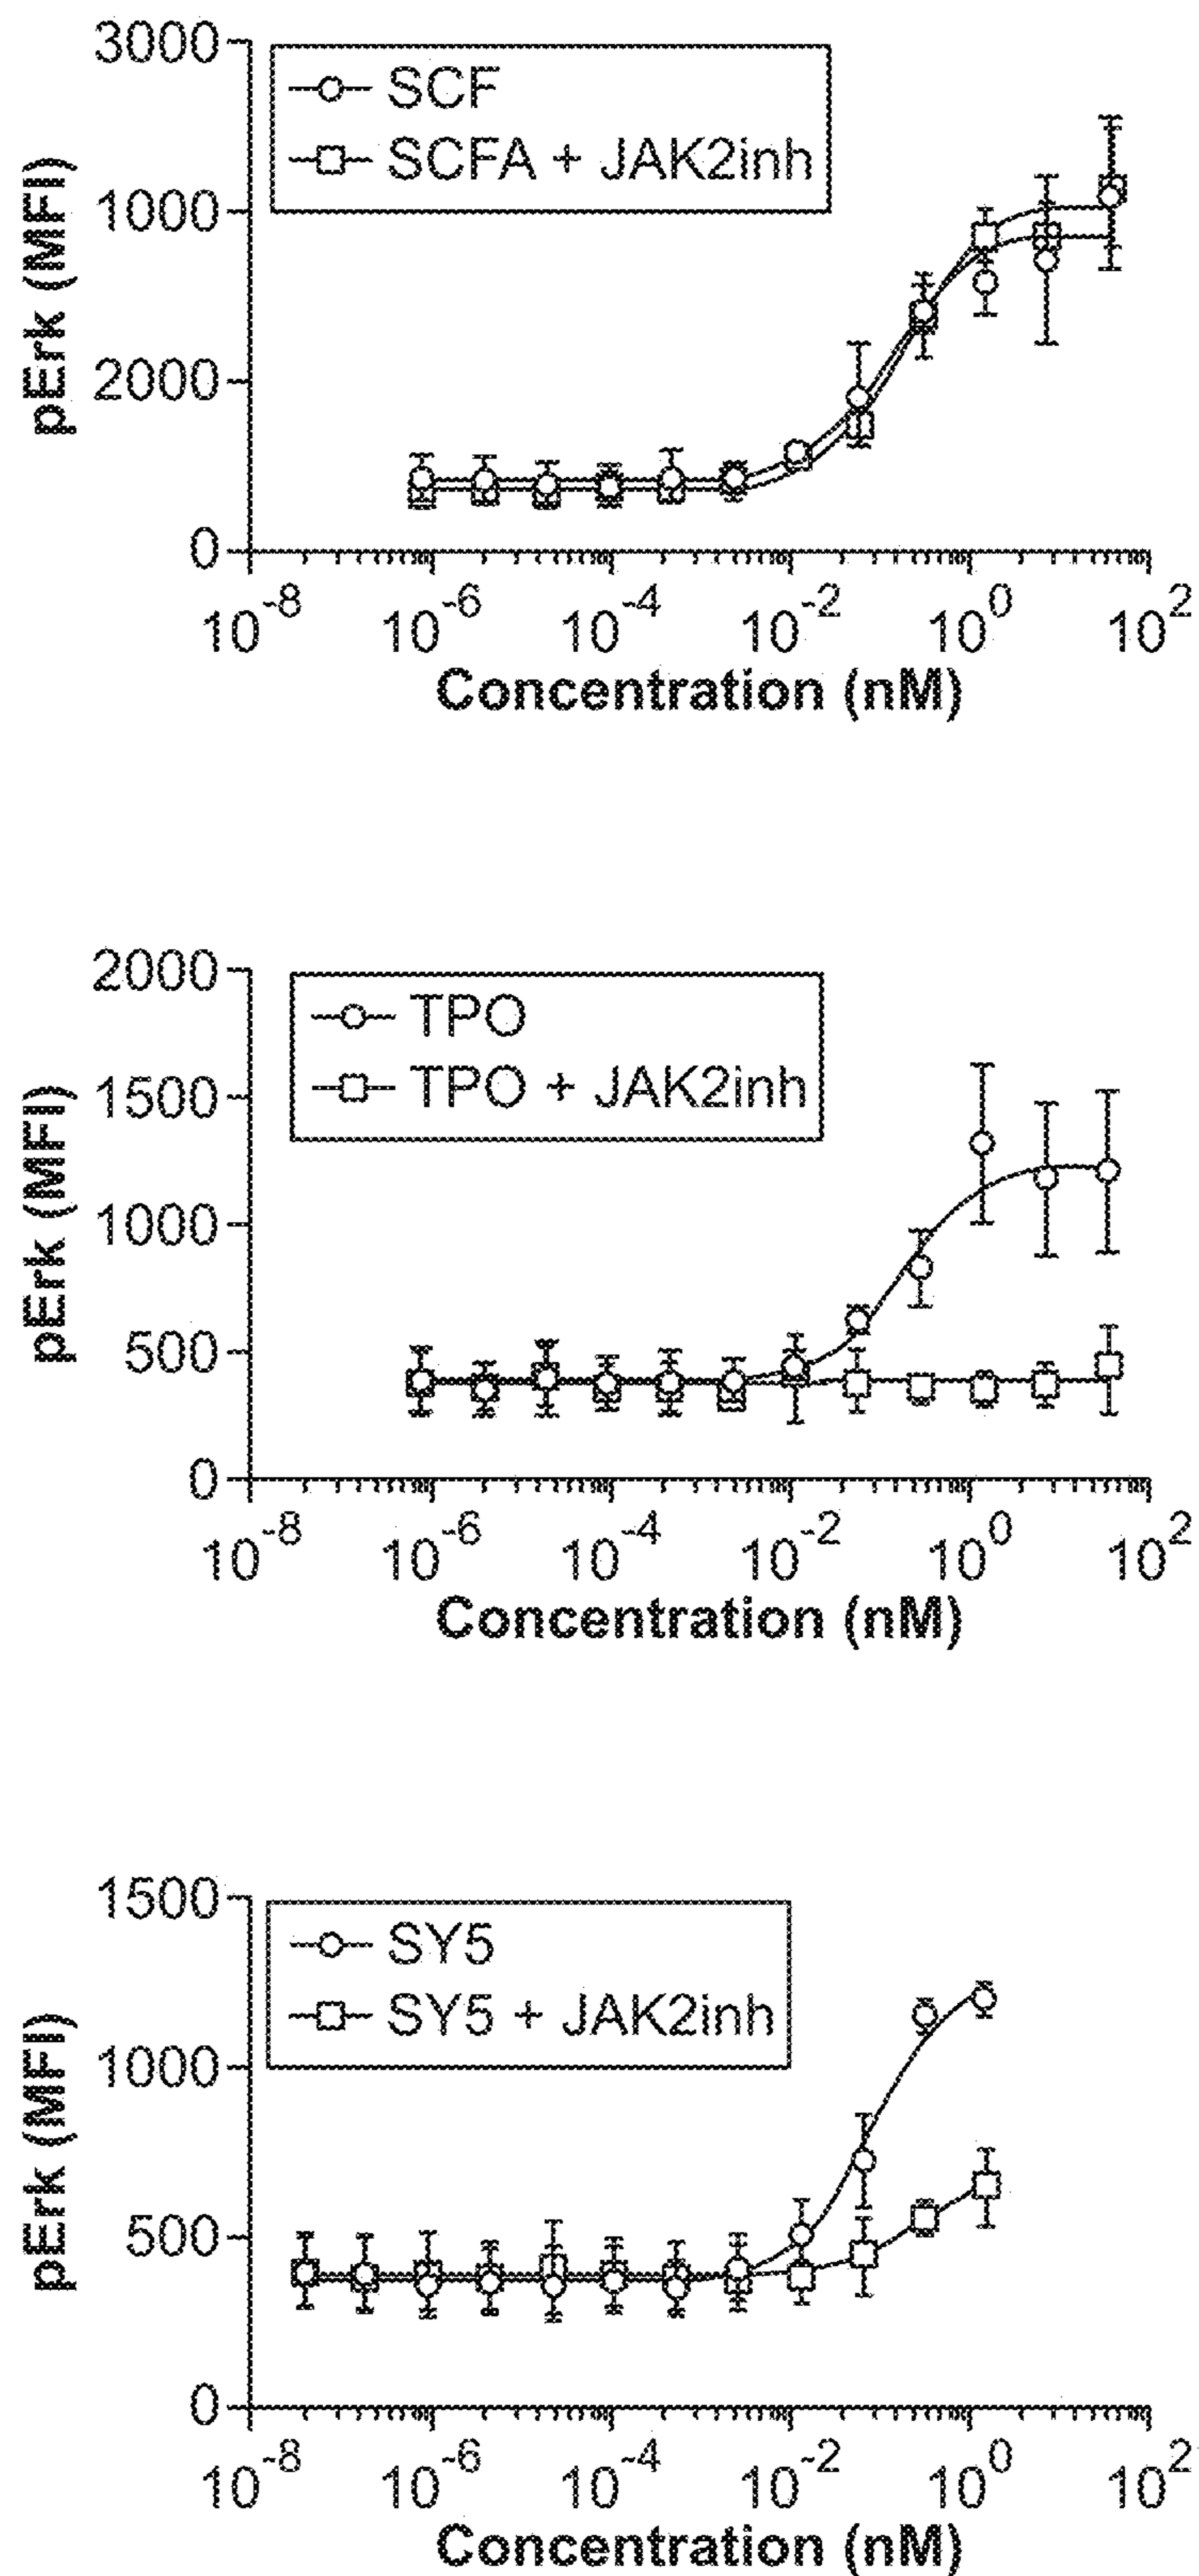 3000
SCF
SCFA + JAK2inh
1000
pErk (MFI)
2000
0
10-8 10-6 10-4 10-2 100 102
Concentration (nM)
2000
TPO
TPO + JAK2inh
1500
pErk (MFI)
1000
500
0
10-8 10-6 10-4 10-2 100 102
Concentration (nM)
1500
SY5
SY5 + JAK2inh
1000
pErk (MFI)
500
0
10-8 10-6 10-4 10-2 100 102
Concentration (nM)